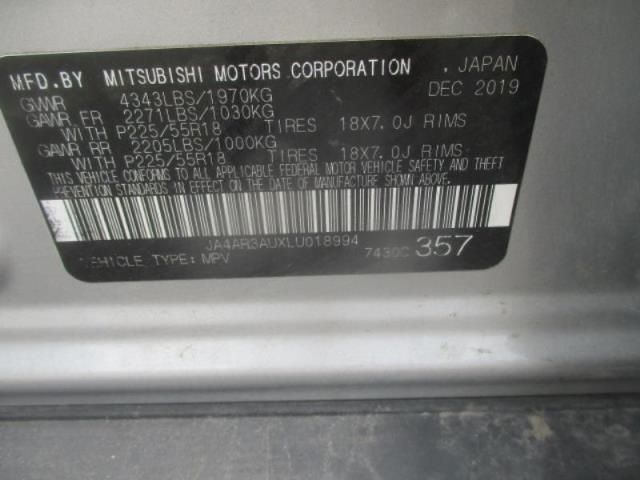 MFD.BY MITSUBISHI MOTORS CORPORATION , JAPAN
GVWR 4343LBS/1970KG DEC 2019
GAWR.FR 2271LBS/1030KG
WITH P225/55R18 TIRES 18X7.0J RIMS
GAWR.RR 2205LBS/1000KG
WITH P225/55R18 TIRES 18X7.0J RIMS
THIS VEHICLE CONFORMS TO ALL APPLICABLE FEDERAL MOTOR VEHICLE SAFETY AND THEFT
PREVENTION STANDARDS IN EFFECT ON THE DATE OF MANUFACTURE SHOWN ABOVE.
JA4AR3AUXLU018994 7430C 357
VEHICLE TYPE: MPV